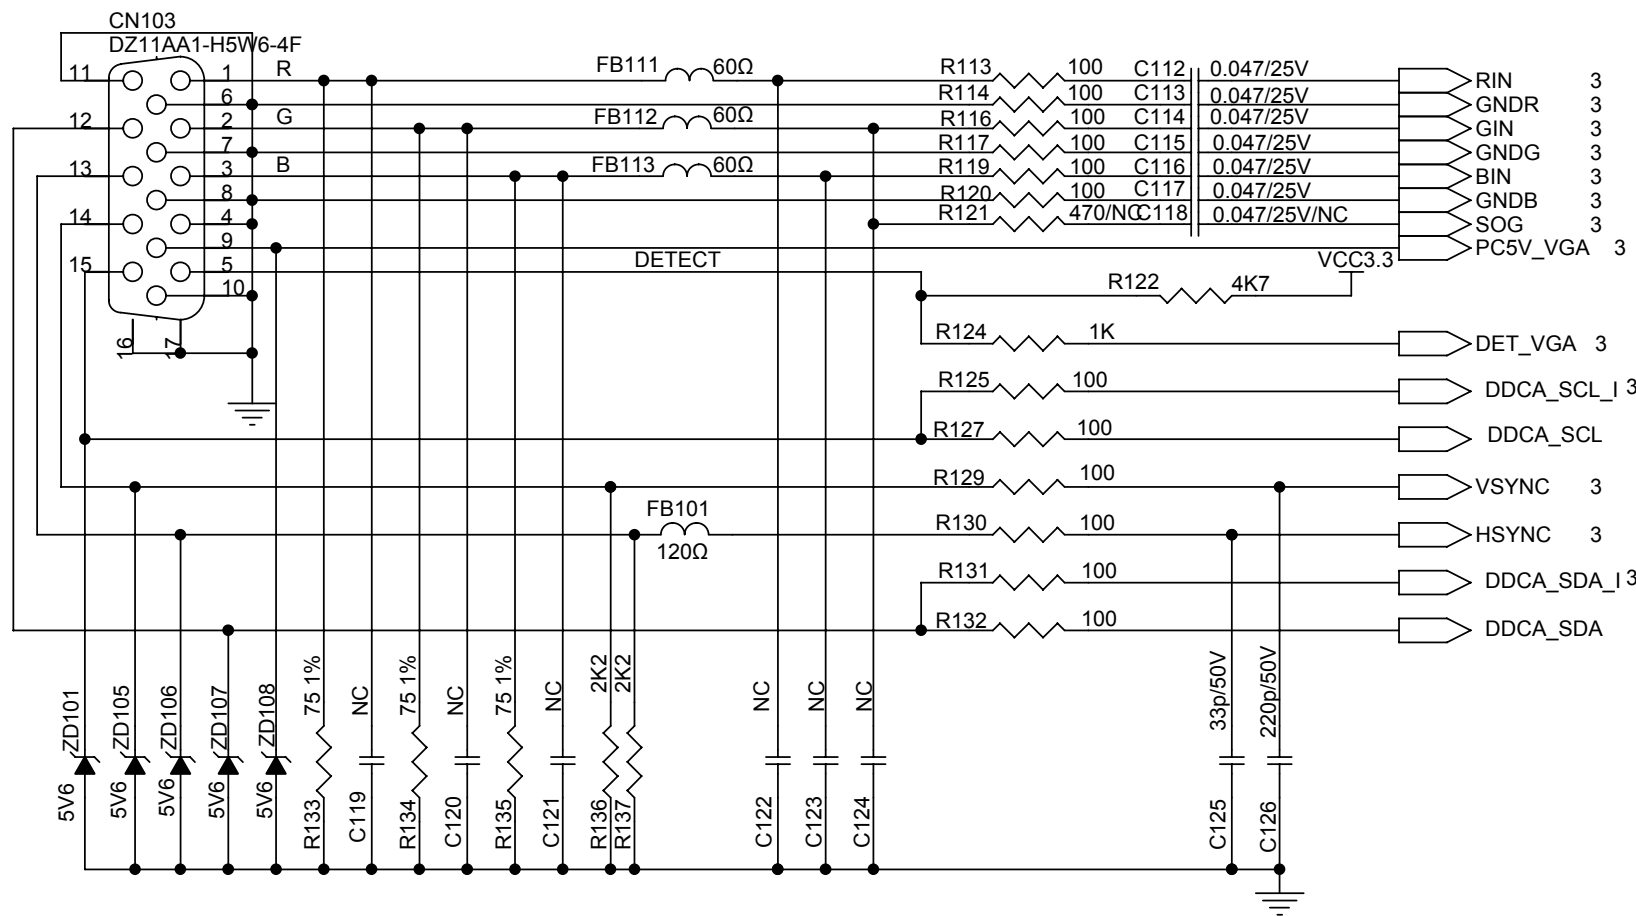 CN103
DZ11AA1-H5W6-4F
11 1 R FB111 60Ω R113 100 C112 0.047/25V RIN 3
6 R114 100 C113 0.047/25V GNDR 3
12 2 G FB112 60Ω R116 100 C114 0.047/25V GIN 3
7 R117 100 C115 0.047/25V GNDG 3
13 3 B FB113 60Ω R119 100 C116 0.047/25V BIN 3
8 R120 100 C117 0.047/25V GNDB 3
14 4 R121 470/NC C118 0.047/25V/NC SOG 3
9 PC5V_VGA 3
15 5 DETECT VCC3.3
10 R122 4K7
16 17 R124 1K DET_VGA 3
R125 100 DDCA_SCL_I 3
R127 100 DDCA_SCL
R129 100 VSYNC 3
FB101 120Ω R130 100 HSYNC 3
R131 100 DDCA_SDA_I 3
R132 100 DDCA_SDA
ZD101 5V6
ZD105 5V6
ZD106 5V6
ZD107 5V6
ZD108 5V6
R133 75 1%
C119 NC
R134 75 1%
C120 NC
R135 75 1%
C121 NC
R136 2K2
R137 2K2
C122 NC
C123 NC
C124 NC
C125 33p/50V
C126 220p/50V